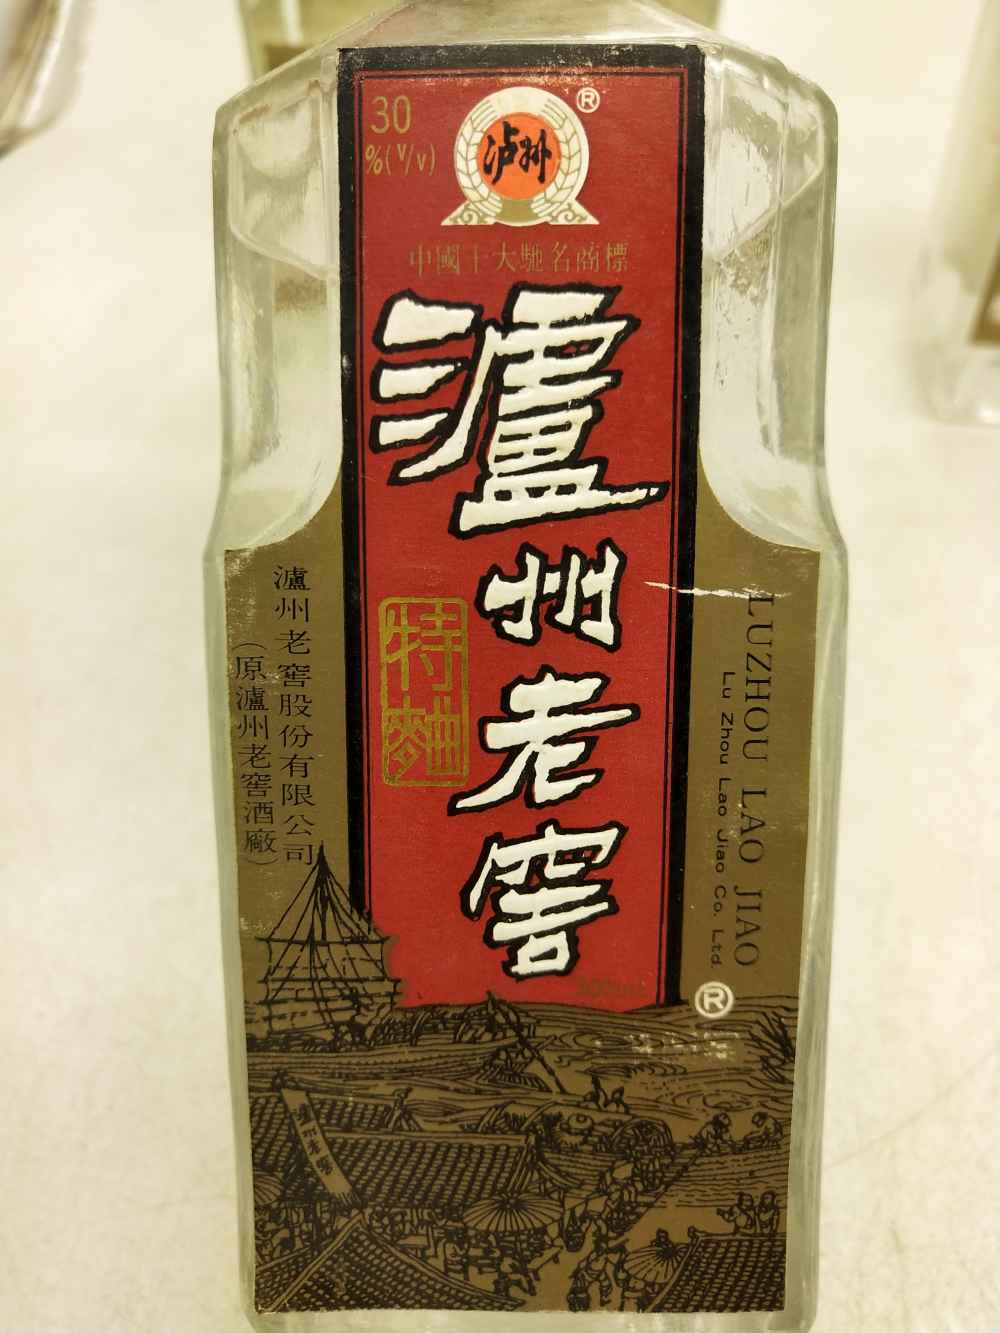 30
%(V/V)
®
泸州
中國十大馳名商標
瀘州老窖
特麯
瀘州老窖股份有限公司
（原瀘州老窖酒廠）
LUZHOU LAO JIAO
Lu Zhou Lao Jiao Co. Ltd.
®